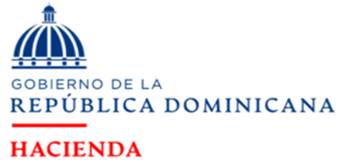 GOBIERNO DE LA
REPÚBLICA DOMINICANA
HACIENDA